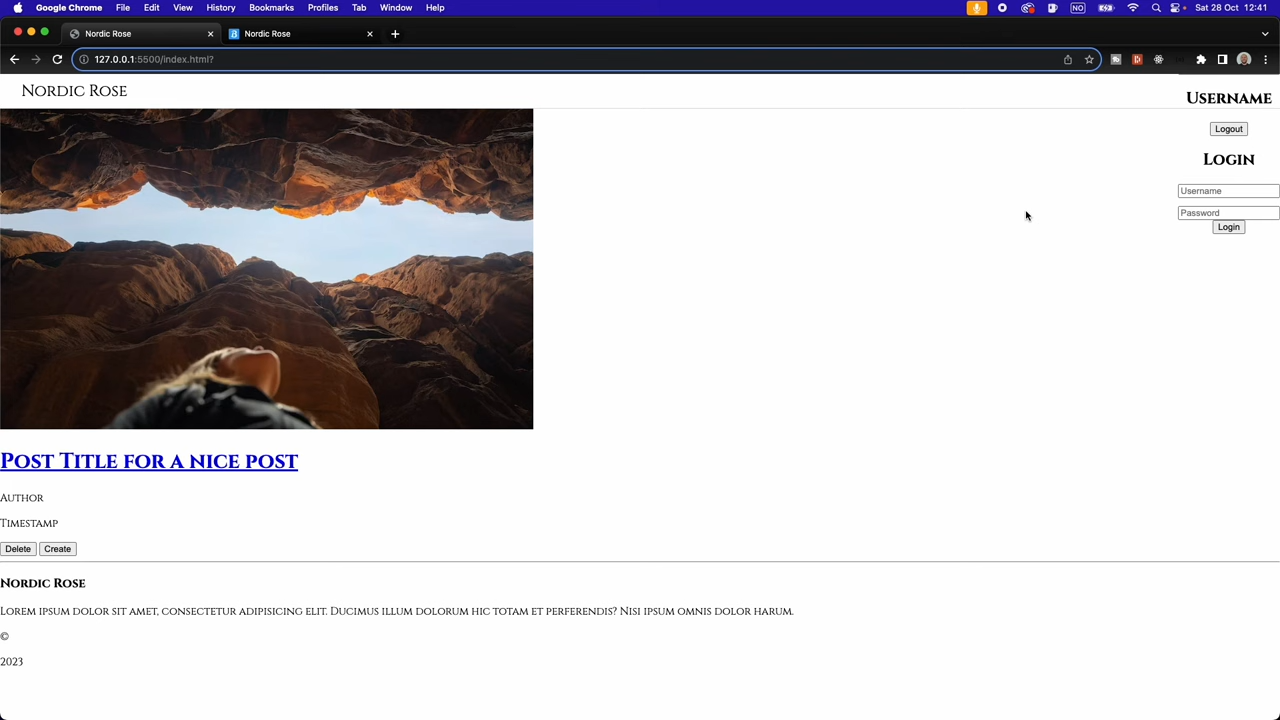 Google Chrome File Edit View History Bookmarks Profiles Tab Window Help NO Sat 28 Oct 12:41
Nordic Rose Nordic Rose
127.0.0.1:5500/index.html?
Nordic Rose
Username
Logout
Login
Username
Password
Login
Post Title for a nice post
Author
Timestamp
Delete Create
Nordic Rose
Lorem ipsum dolor sit amet, consectetur adipisicing elit. Ducimus illum dolorum hic totam et perferendis? Nisi ipsum omnis dolor harum.
©
2023